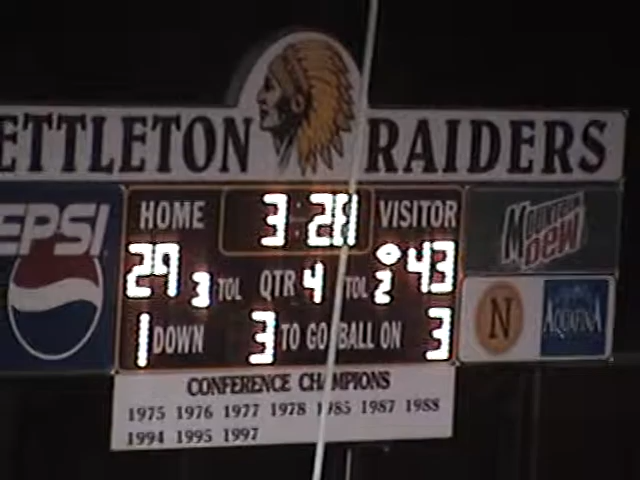 ETTLETON RAIDERS
EPSI
HOME 3:28 VISITOR
Mountain Dew
29 3 TOL QTR 4 TOL 2 43
1 DOWN 3 TO GO BALL ON 3
N
AQUAFINA
CONFERENCE CHAMPIONS
1975 1976 1977 1978 1985 1987 1988
1994 1995 1997